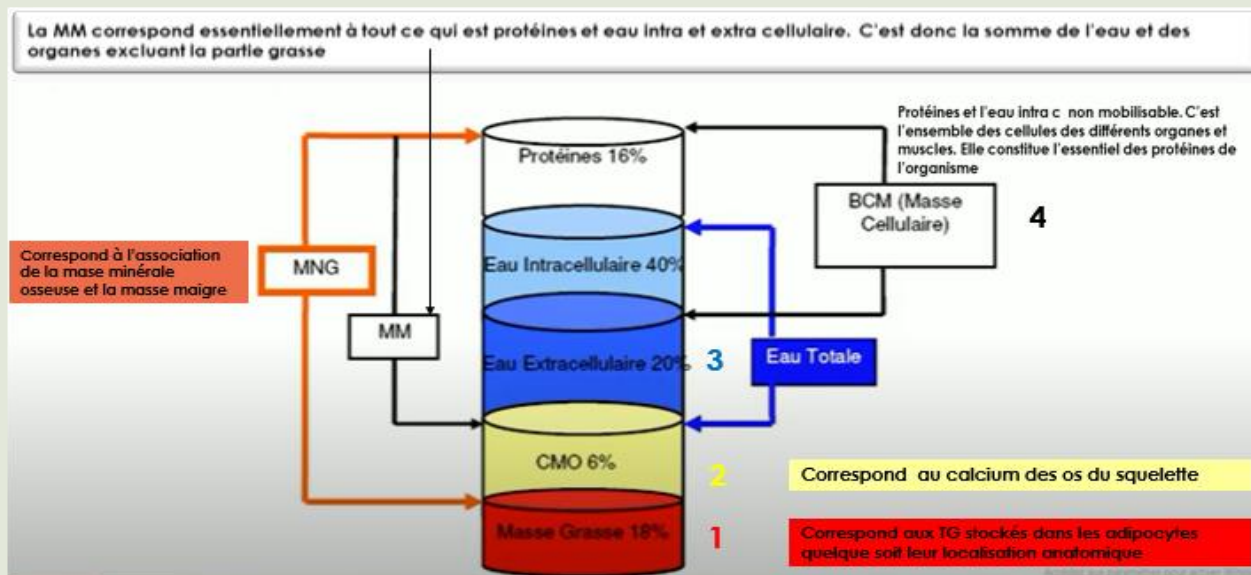 La MM correspond essentiellement à tout ce qui est protéines et eau intra et extra cellulaire. C'est donc la somme de l'eau et des
organes excluant la partie grasse
Protéines et l'eau intra c non mobilisable. C'est
l'ensemble des cellules des différents organes et
muscles. Elle constitue l'essentiel des protéines de
l'organisme
Protéines 16%
BCM (Masse
Cellulaire)
4
Correspond à l'association
de la mase minérale
osseuse et la masse maigre
MNG
Eau Intracellulaire 40%
MM
Eau Extracellulaire 20%
3
Eau Totale
CMO 6%
2
Correspond au calcium des os du squelette
Masse Grasse 18%
1
Correspond aux TG stockés dans les adipocytes
quelque soit leur localisation anatomique